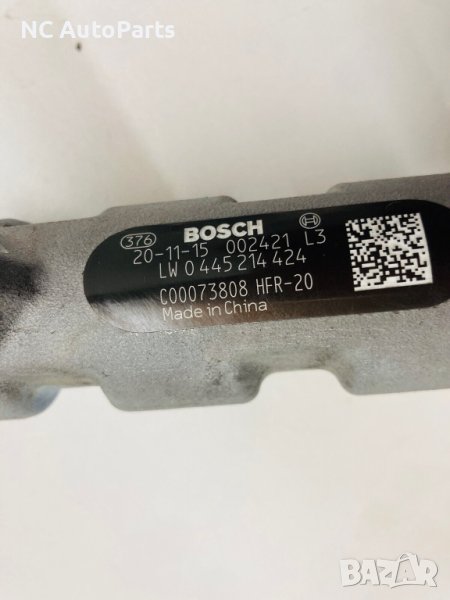 NC AutoParts
376 BOSCH
20-11-15 002421 L3
LW 0 445 214 424
C00073808 HFR-20
Made in China
BAZAR